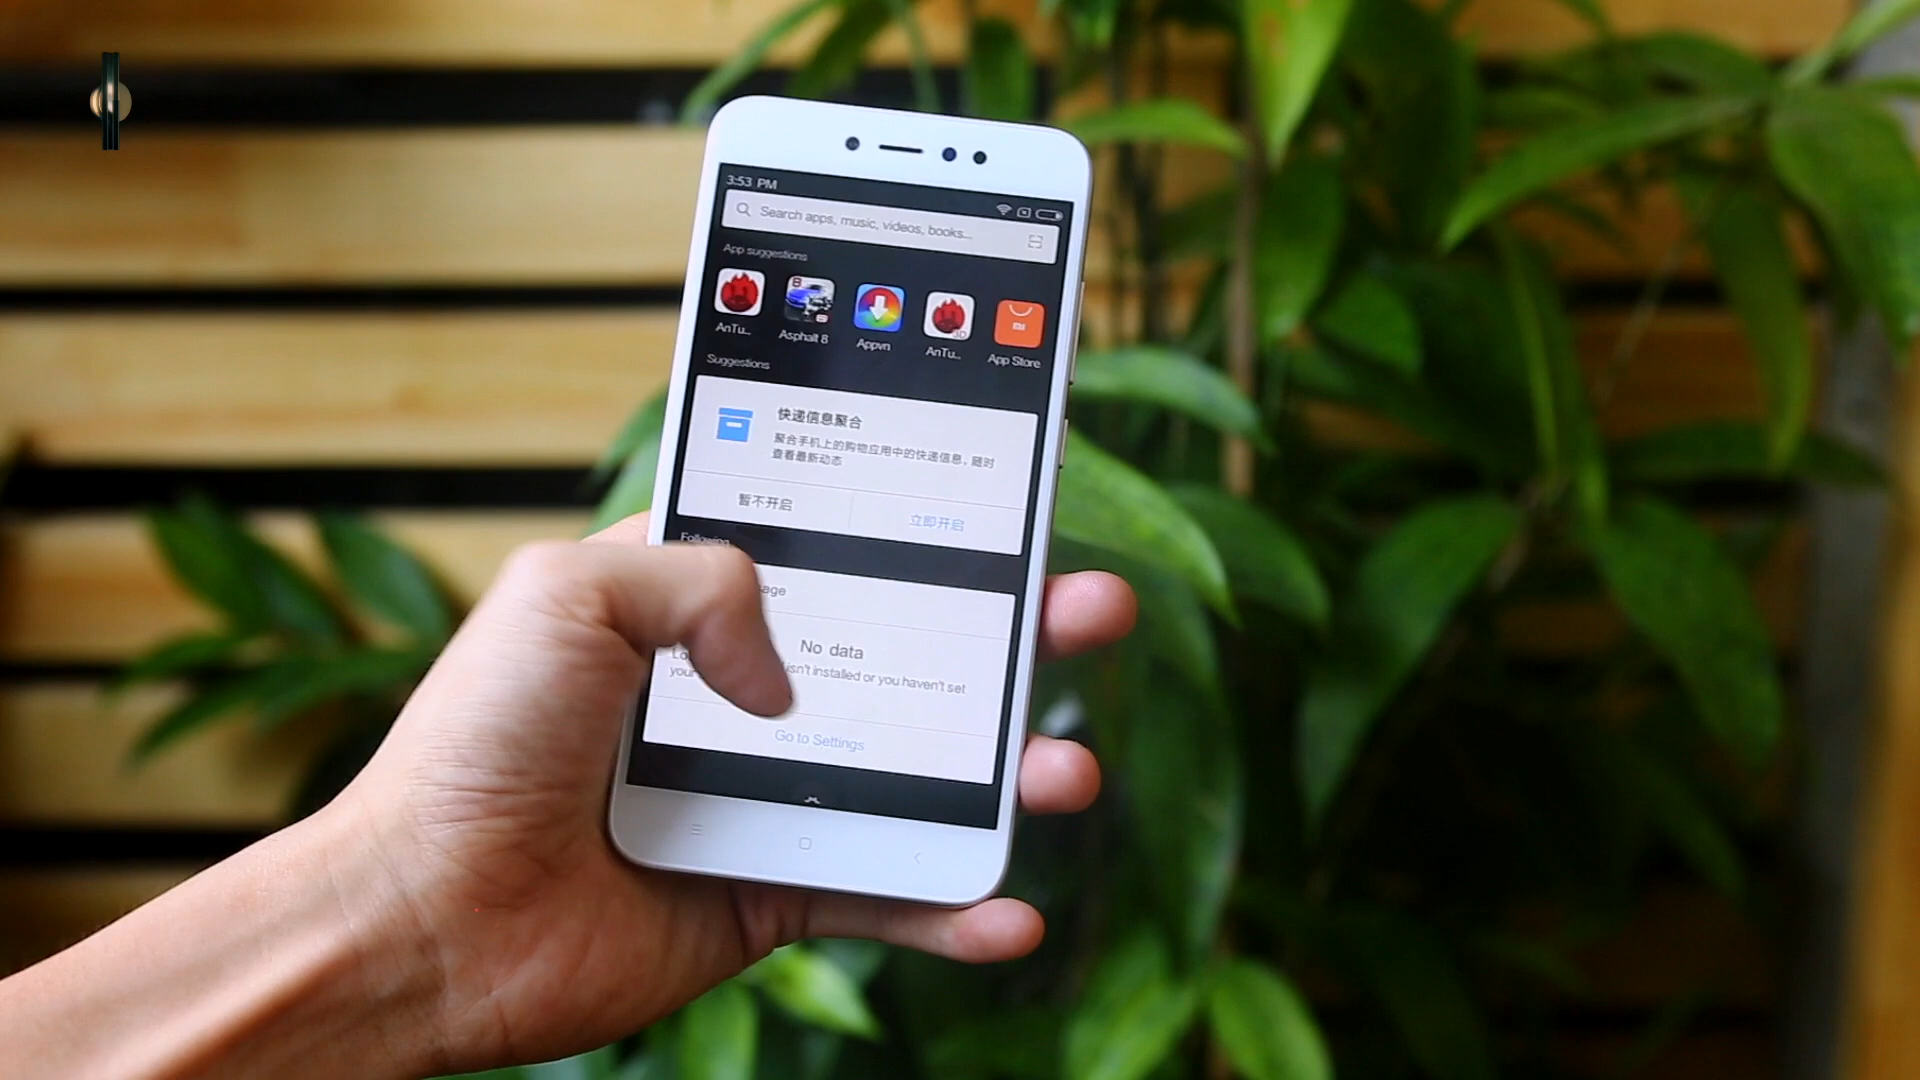 3:53 PM
Search apps, music, videos, books...
App suggestions
AnTu...
Asphalt 8
Appvn
AnTu...
App Store
Suggestions
快递信息聚合
聚合手机上的购物应用中的快递信息，随时
查看最新动态
暂不开启
立即开启
Following
No data
isn't installed or you haven't set
your
Go to Settings